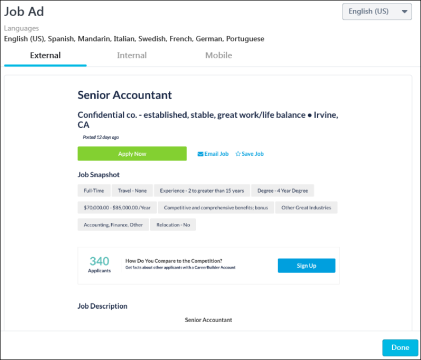 Job Ad
English (US)
Languages
English (US), Spanish, Mandarin, Italian, Swedish, French, German, Portuguese
External
Internal
Mobile
Senior Accountant
Confidential co. - established, stable, great work/life balance • Irvine,
CA
Posted 12 days ago
Apply Now
Email Job
Save Job
Job Snapshot
Full-Time
Travel - None
Experience - 2 to greater than 15 years
Degree - 4 Year Degree
$70,000.00 - $85,000.00 /Year
Competitive and comprehensive benefits; bonus
Other Great Industries
Accounting, Finance, Other
Relocation - No
340
Applicants
How Do You Compare to the Competition?
Get facts about other applicants with a CareerBuilder Account
Sign Up
Job Description
Senior Accountant
Done